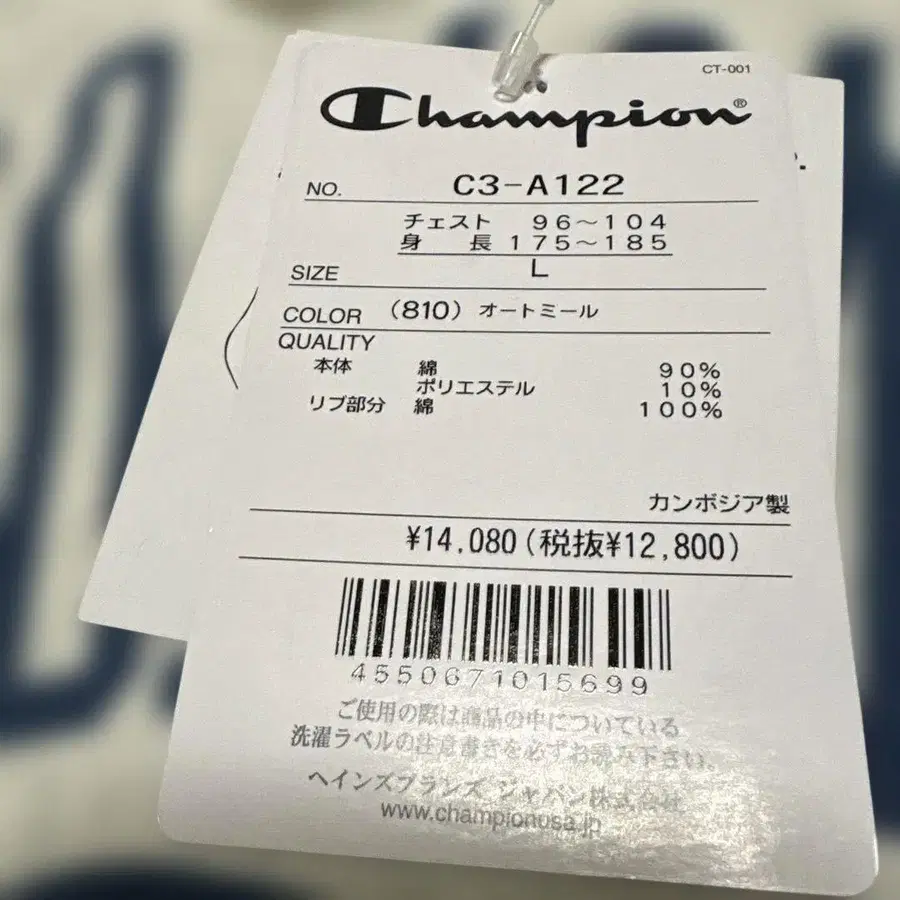 CT-001
Champion®
NO. C3-A122
チェスト 96~104
身 長 175~185
SIZE L
COLOR (810) オートミール
QUALITY
本体 綿 90%
ポリエステル 10%
リブ部分 綿 100%
カンボジア製
¥14,080(税抜¥12,800)
4550671015699
ご使用の際は商品の中についている
洗濯ラベルの注意書きを必ずお読み下さい。
ヘインズブランズ ジャパン株式会社
www.championusa.jp